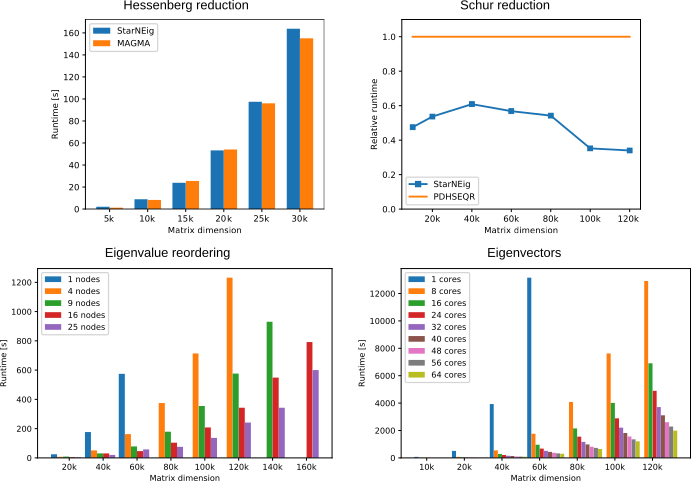 Hessenberg reduction
160
140
120
100
80
60
40
20
0
Runtime [s]
StarNEig
MAGMA
5k 10k 15k 20k 25k 30k
Matrix dimension
Schur reduction
1.0
0.8
0.6
0.4
0.2
0.0
Relative runtime
StarNEig
PDHSEQR
20k 40k 60k 80k 100k 120k
Matrix dimension
Eigenvalue reordering
1200
1000
800
600
400
200
0
Runtime [s]
1 nodes
4 nodes
9 nodes
16 nodes
25 nodes
20k 40k 60k 80k 100k 120k 140k 160k
Matrix dimension
Eigenvectors
12000
10000
8000
6000
4000
2000
0
Runtime [s]
1 cores
8 cores
16 cores
24 cores
32 cores
40 cores
48 cores
56 cores
64 cores
10k 20k 40k 60k 80k 100k 120k
Matrix dimension